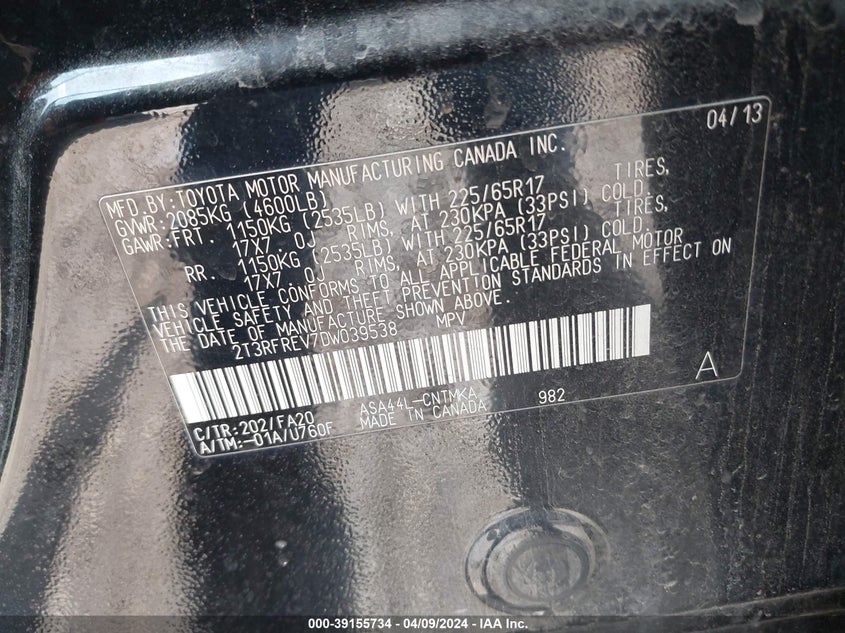 04/13
MFD BY:TOYOTA MOTOR MANUFACTURING CANADA INC.
GVWR:2085KG (4600LB)
GAWR:FRT. 1150KG (2535LB) WITH 225/65R17 TIRES,
17X7 0J RIMS, AT 230KPA (33PSI) COLD.
RR. 1150KG (2535LB) WITH 225/65R17 TIRES,
17X7 0J RIMS, AT 230KPA (33PSI) COLD.
THIS VEHICLE CONFORMS TO ALL APPLICABLE FEDERAL MOTOR
VEHICLE SAFETY AND THEFT PREVENTION STANDARDS IN EFFECT ON
THE DATE OF MANUFACTURE SHOWN ABOVE.
2T3RFREV7DW039538 MPV
C/TR:202/FA20 ASA44L-CNTMKA 982 A
A/TM:-01A/U760F MADE IN CANADA
000-39155734 - 04/09/2024 - IAA Inc.